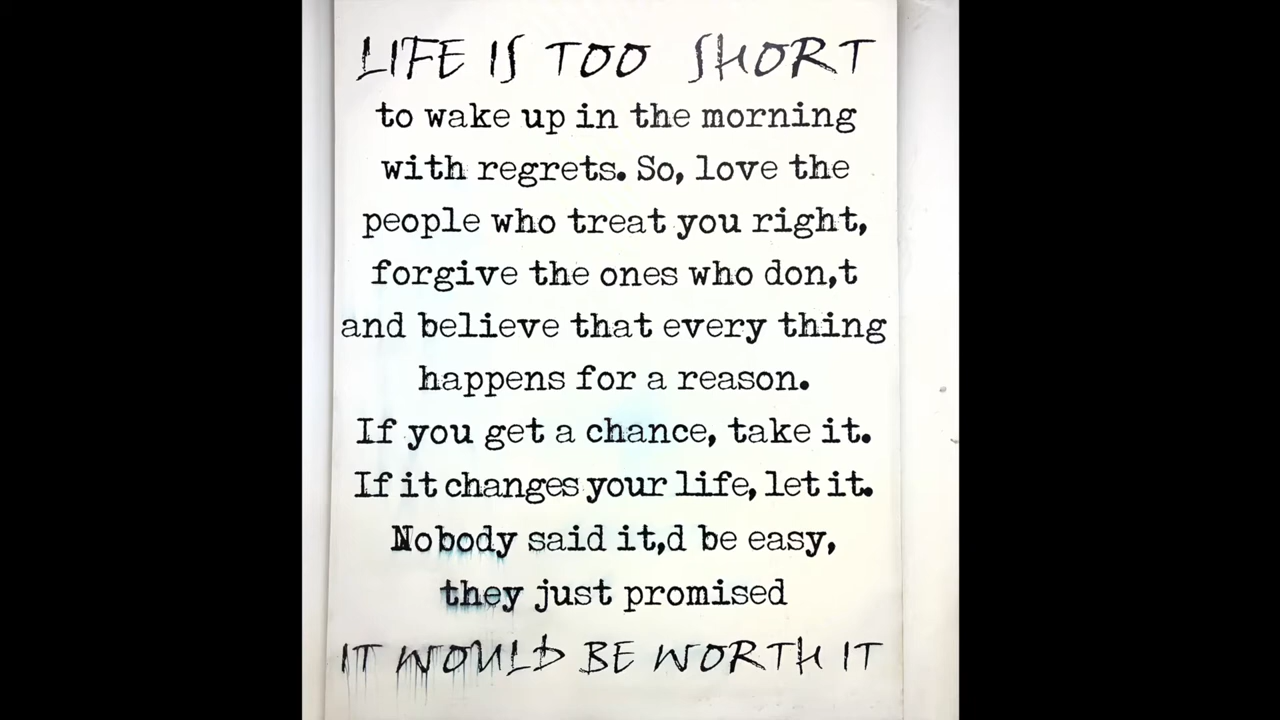 LIFE IS TOO SHORT
to wake up in the morning
with regrets. So, love the
people who treat you right,
forgive the ones who don,t
and believe that every thing
happens for a reason.
If you get a chance, take it.
If it changes your life, let it.
Nobody said it,d be easy,
they just promised
IT WOULD BE WORTH IT